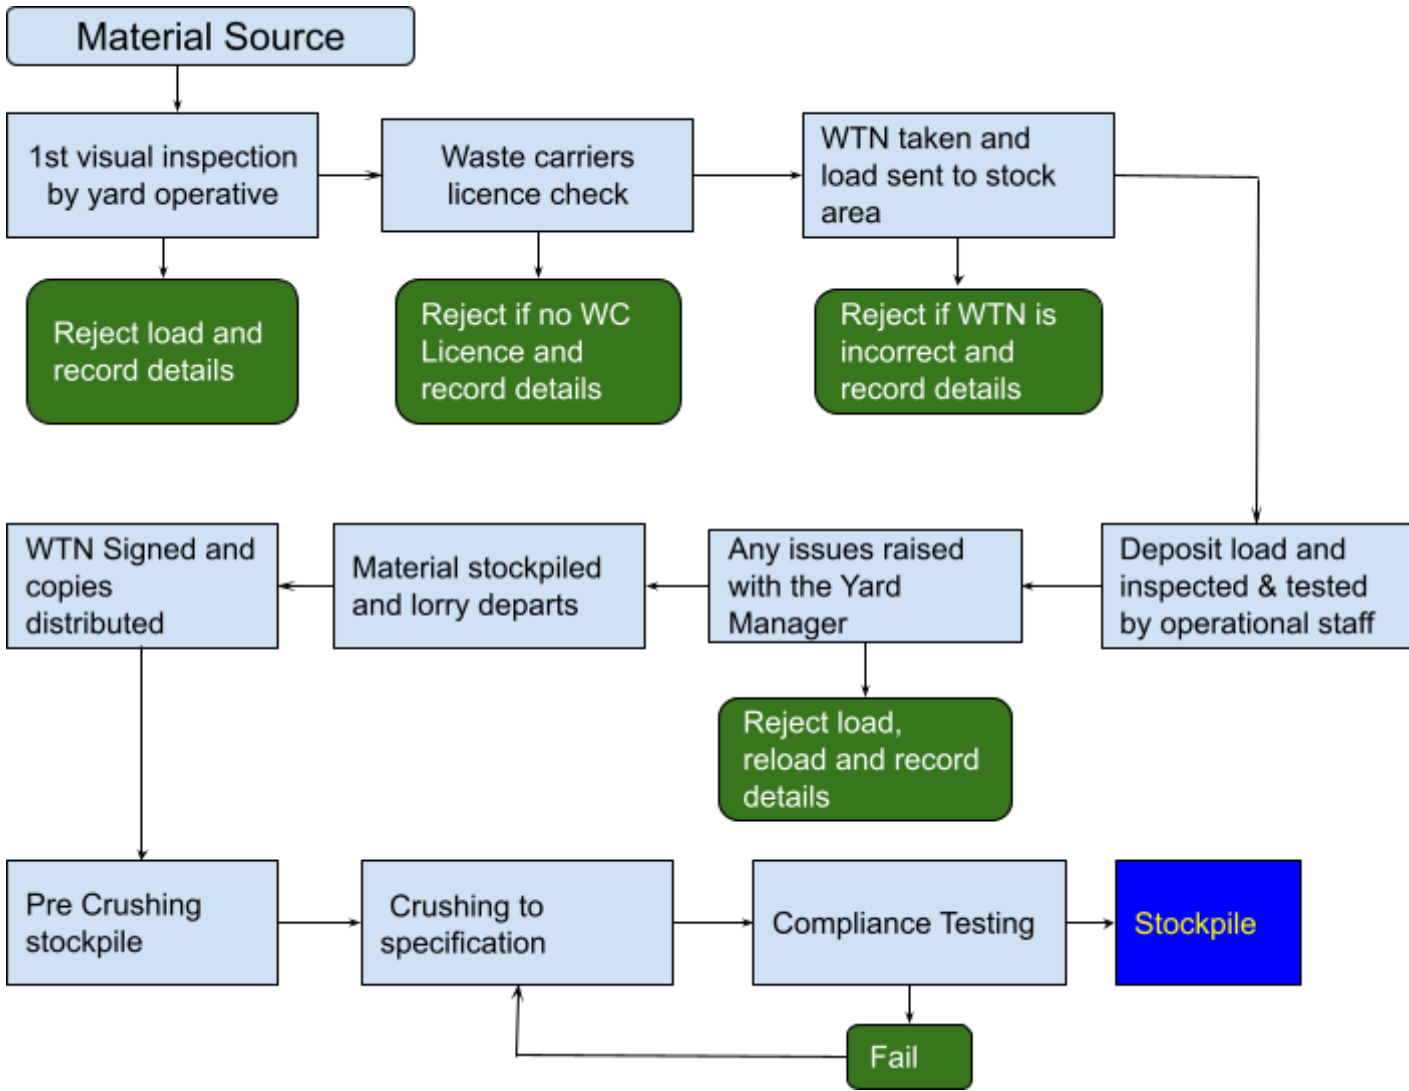 Material Source
1st visual inspection
by yard operative
Waste carriers
licence check
WTN taken and
load sent to stock
area
Reject load and
record details
Reject if no WC
Licence and
record details
Reject if WTN is
incorrect and
record details
WTN Signed and
copies
distributed
Material stockpiled
and lorry departs
Any issues raised
with the Yard
Manager
Deposit load and
inspected & tested
by operational staff
Reject load,
reload and record
details
Pre Crushing
stockpile
Crushing to
specification
Compliance Testing
Stockpile
Fail